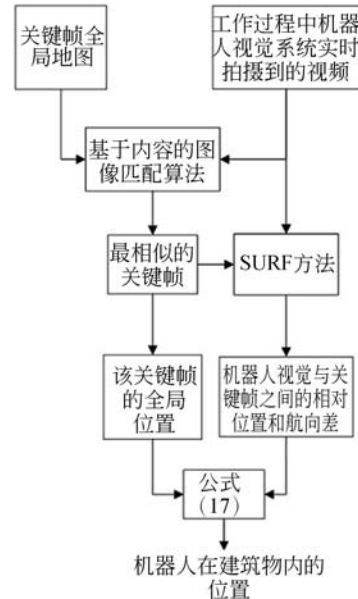 关键帧全
局地图
工作过程中机器
人视觉系统实时
拍摄到的视频
基于内容的图
像匹配算法
最相似的
关键帧
SURF方法
该关键帧
的全局
位置
机器人视觉与关
键帧之间的相对
位置和航向差
公式
(17)
机器人在建筑物内的
位置